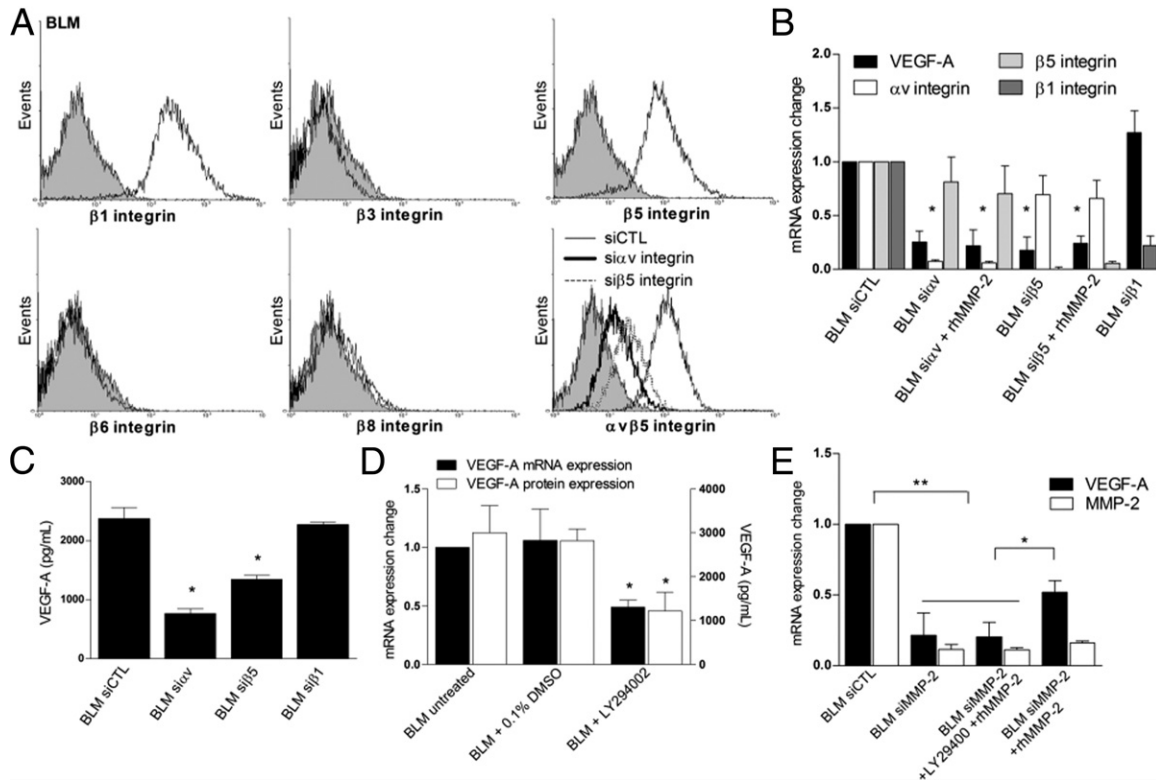 A
BLM
Events
β1 integrin
Events
β3 integrin
Events
β5 integrin
Events
β6 integrin
Events
β8 integrin
siCTL
siαv integrin
siβ5 integrin
Events
αvβ5 integrin
B
mRNA expression change
2.0
1.5
1.0
0.5
0.0
VEGF-A
αv integrin
β5 integrin
β1 integrin
*
*
*
*
BLM siCTL
BLM siαv
BLM siαv + rhMMP-2
BLM siβ5
BLM siβ5 + rhMMP-2
BLM siβ1
C
VEGF-A (pg/mL)
3000
2000
1000
0
*
*
BLM siCTL
BLM siαv
BLM siβ5
BLM siβ1
D
VEGF-A mRNA expression
VEGF-A protein expression
mRNA expression change
1.5
1.0
0.5
0.0
4000
3000
2000
1000
0
VEGF-A (pg/mL)
*
*
BLM untreated
BLM + 0.1% DMSO
BLM + LY294002
E
VEGF-A
MMP-2
mRNA expression change
1.5
1.0
0.5
0.0
**
*
BLM siCTL
BLM siMMP-2
BLM siMMP-2
+LY29400 +rhMMP-2
BLM siMMP-2
+rhMMP-2